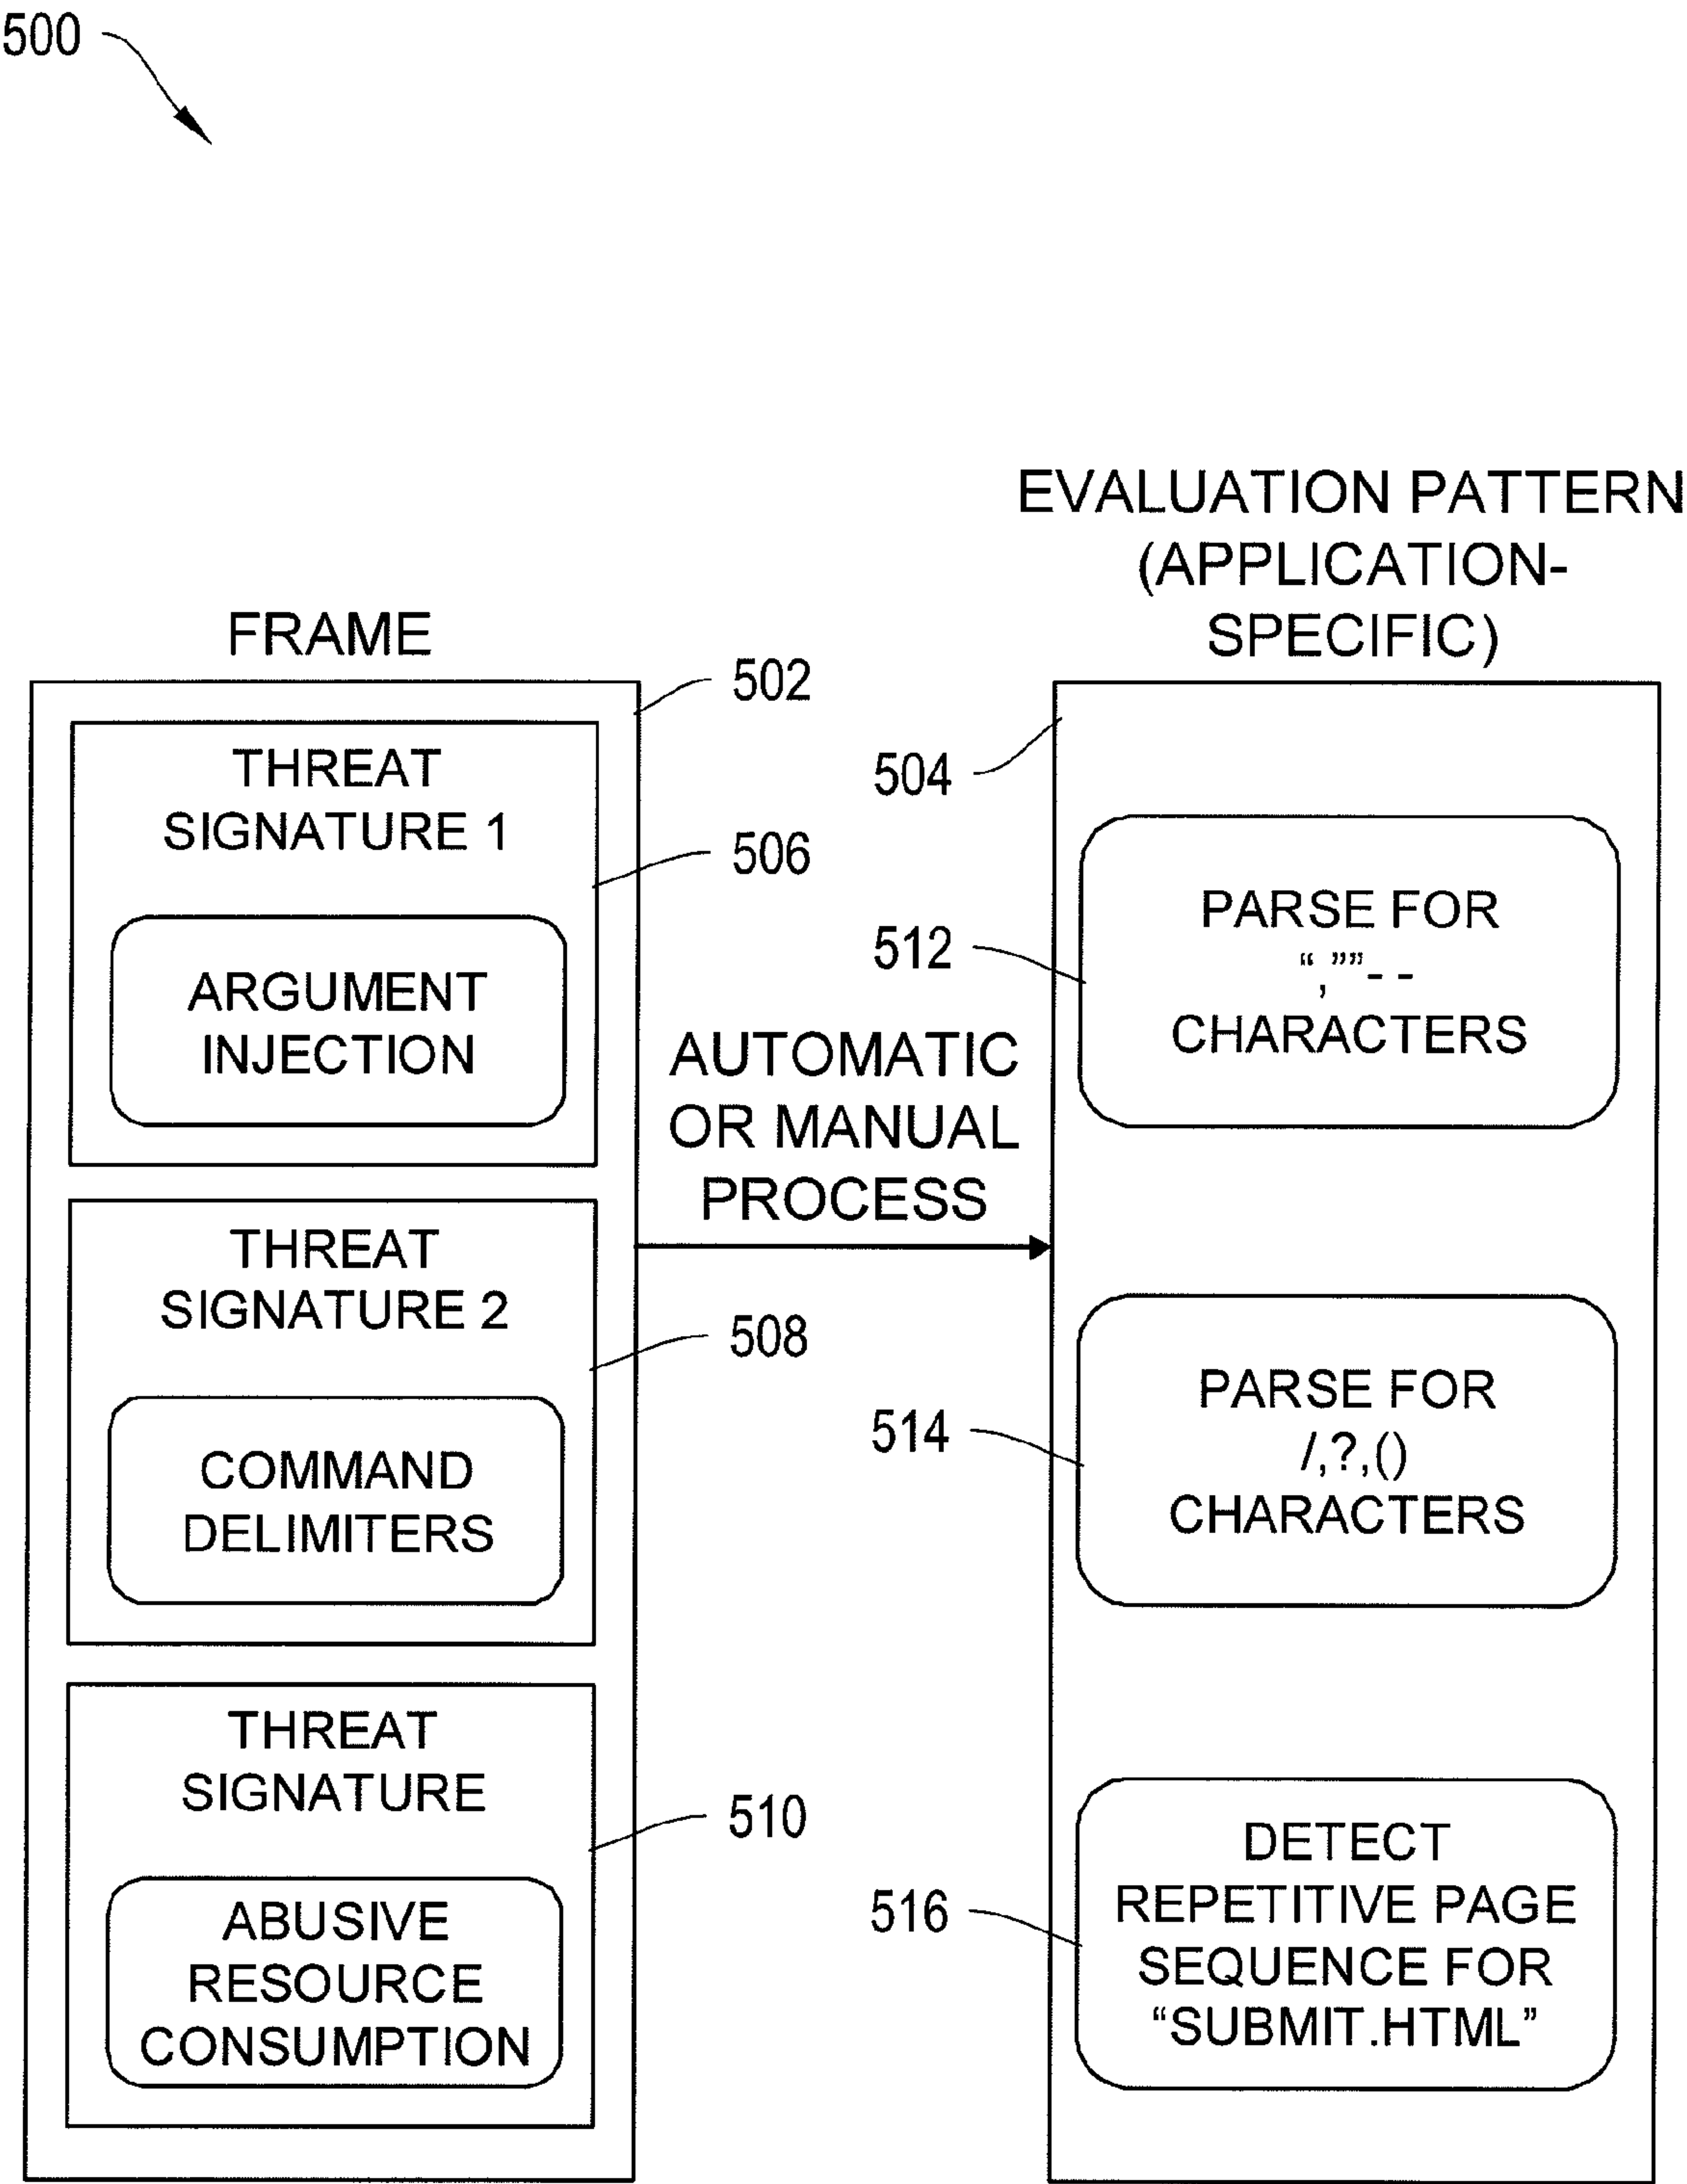 500
EVALUATION PATTERN
(APPLICATION-
SPECIFIC)
FRAME
502
THREAT
SIGNATURE 1
506
ARGUMENT
INJECTION
THREAT
SIGNATURE 2
508
COMMAND
DELIMITERS
THREAT
SIGNATURE
510
ABUSIVE
RESOURCE
CONSUMPTION
AUTOMATIC
OR MANUAL
PROCESS
504
512
PARSE FOR
“,””- -
CHARACTERS
514
PARSE FOR
/,?,()
CHARACTERS
516
DETECT
REPETITIVE PAGE
SEQUENCE FOR
“SUBMIT.HTML”